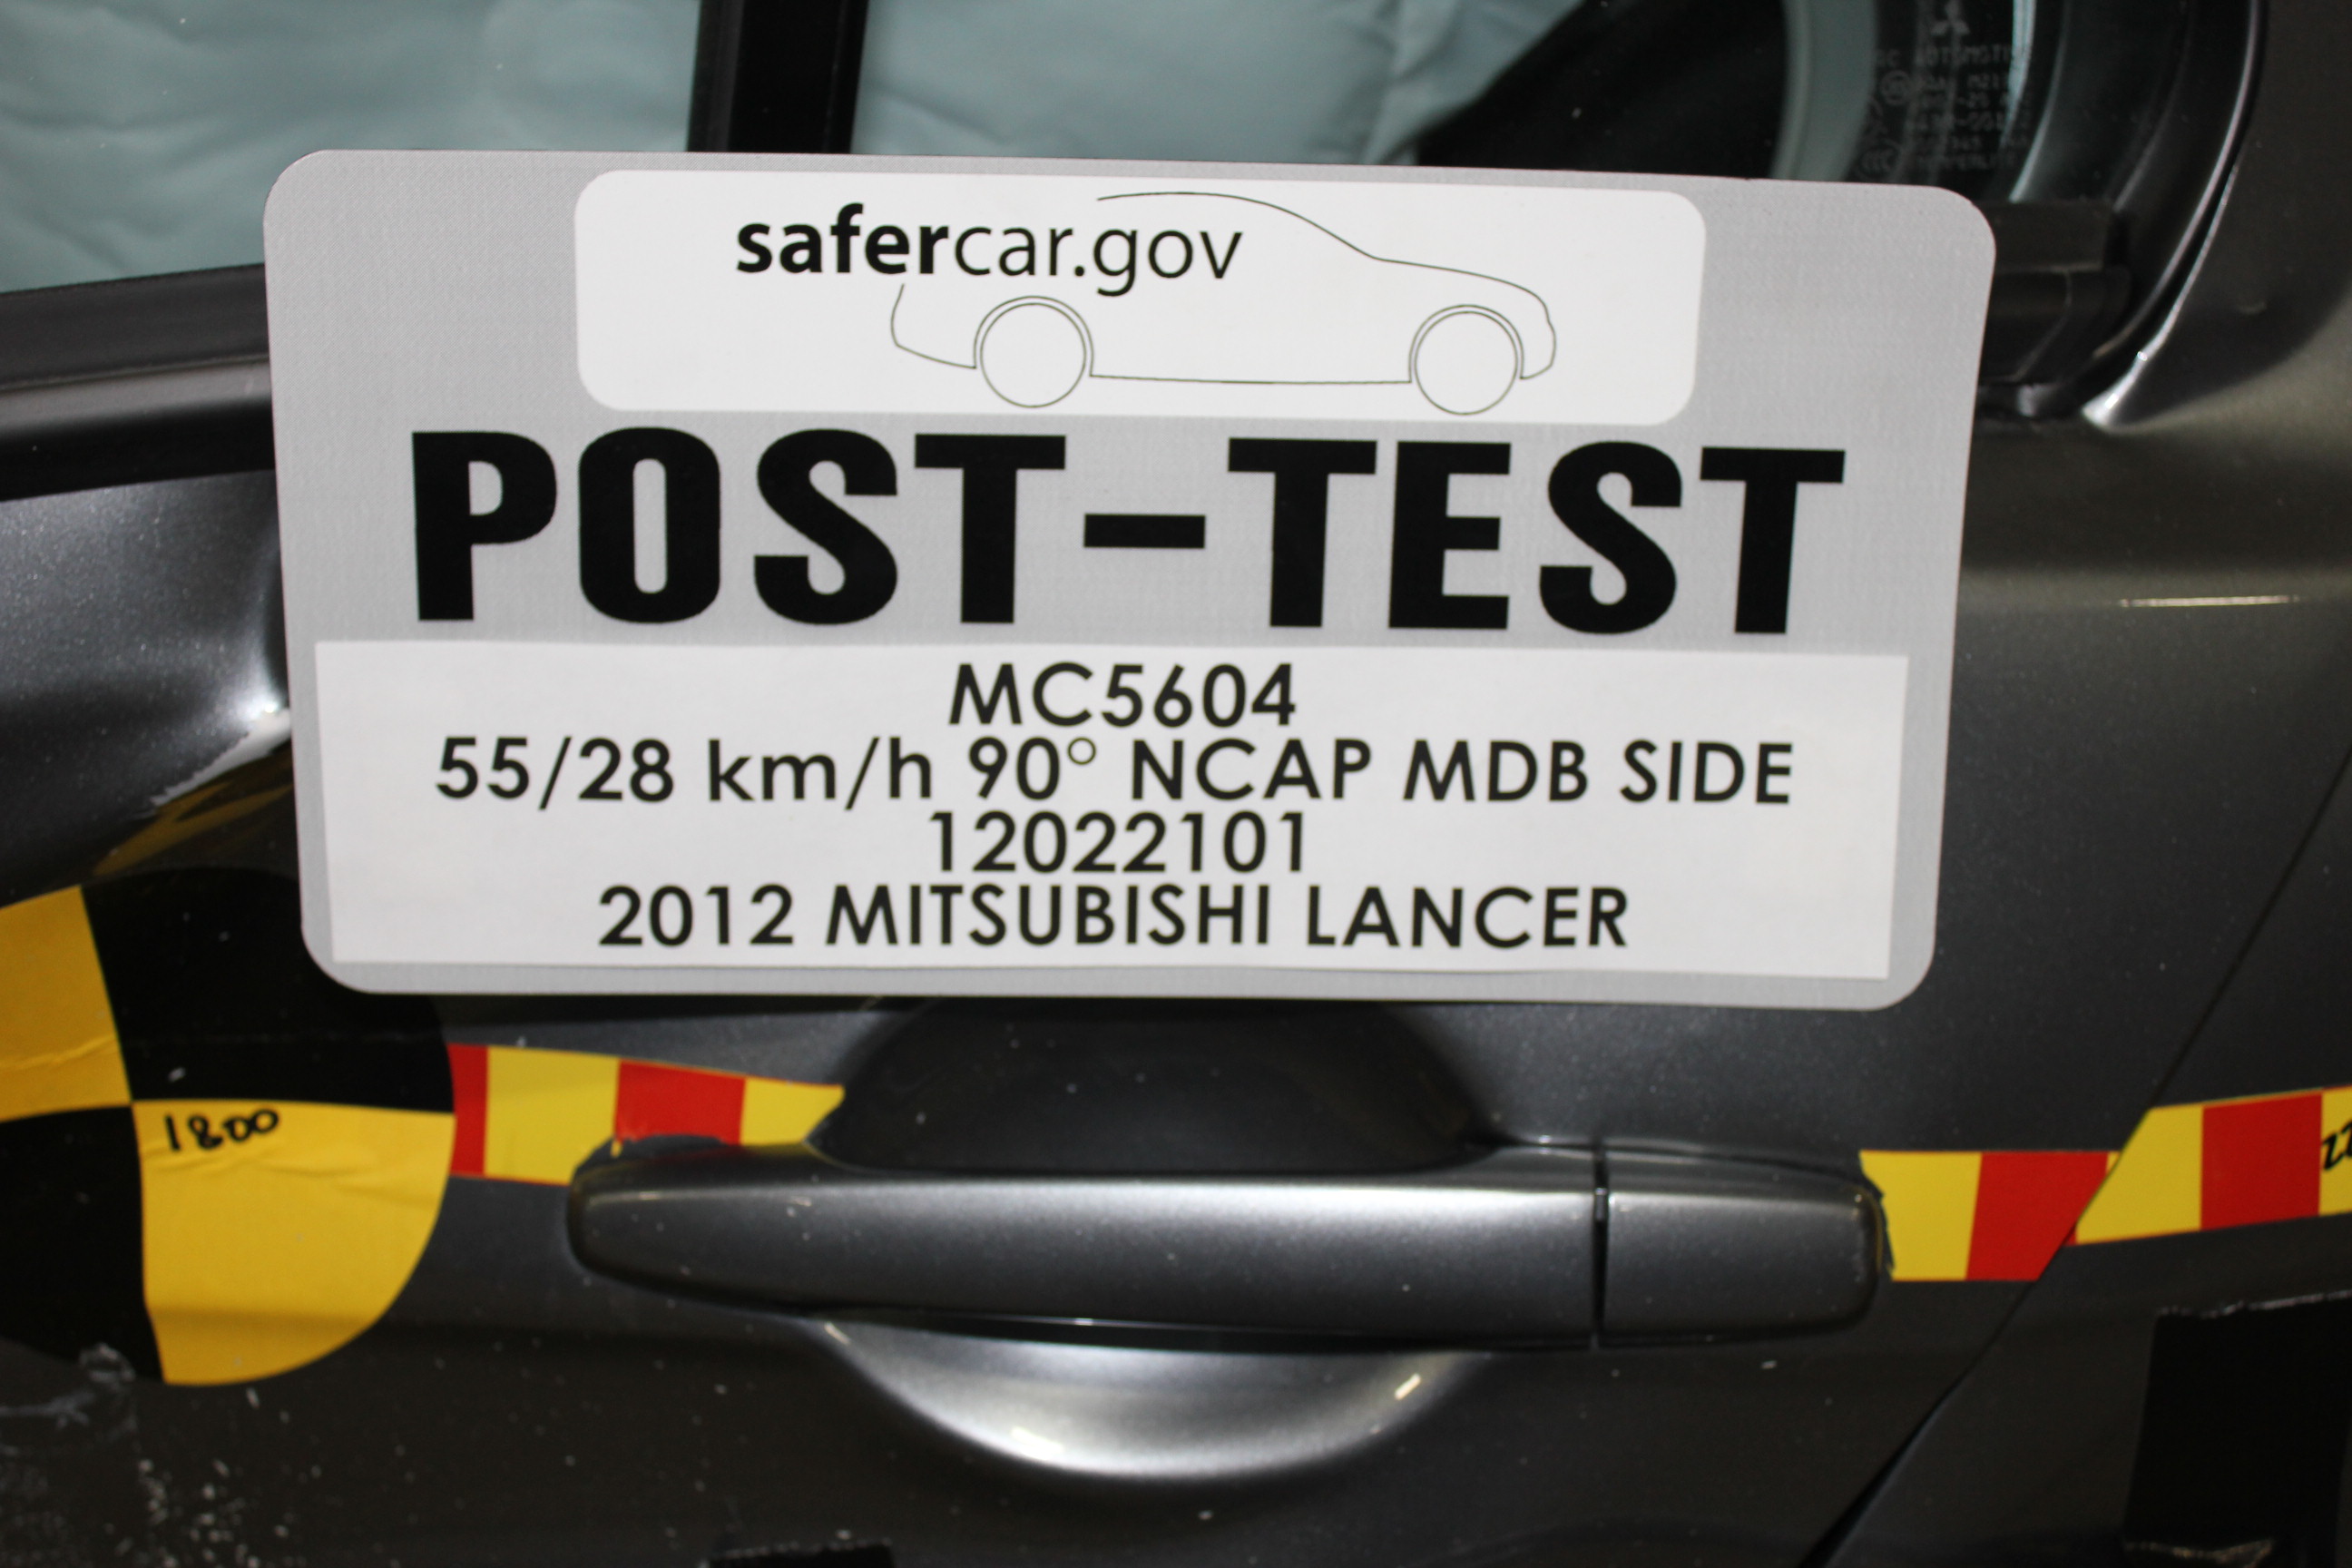 safercar.gov
POST-TEST
MC5604
55/28 km/h 90° NCAP MDB SIDE
12022101
2012 MITSUBISHI LANCER
1800